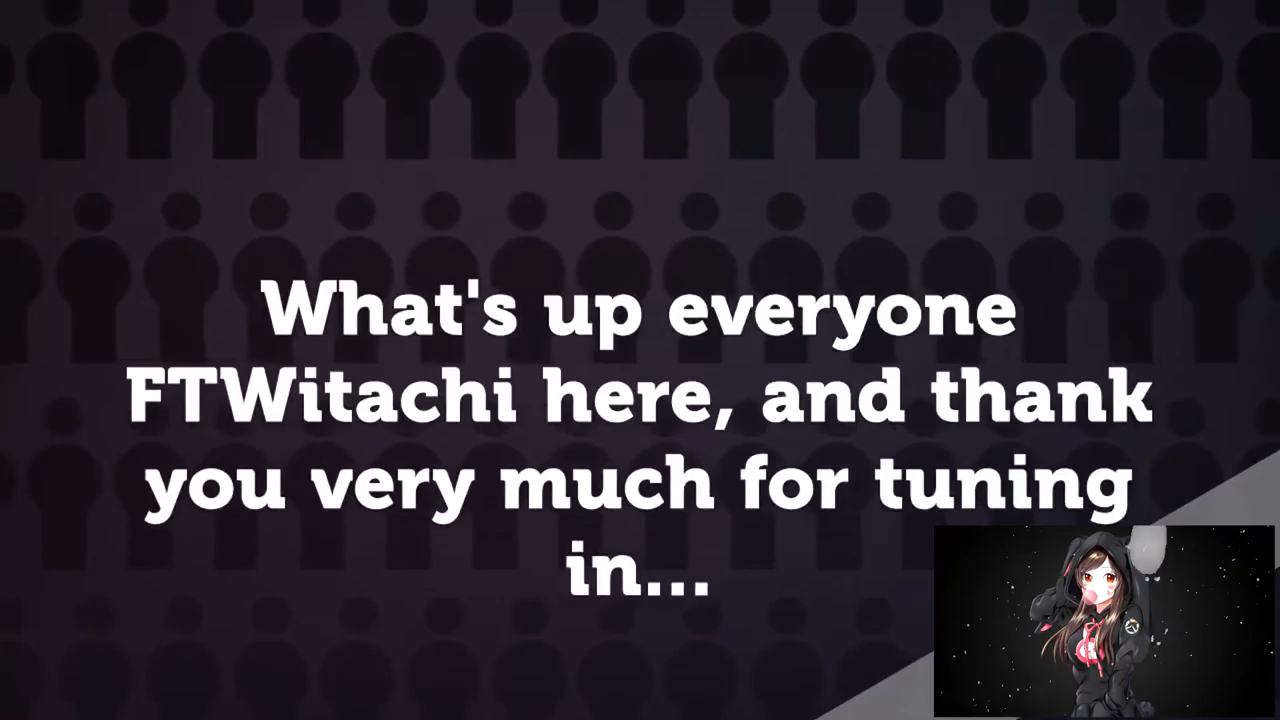 What's up everyone
FTWitachi here, and thank
you very much for tuning
in...